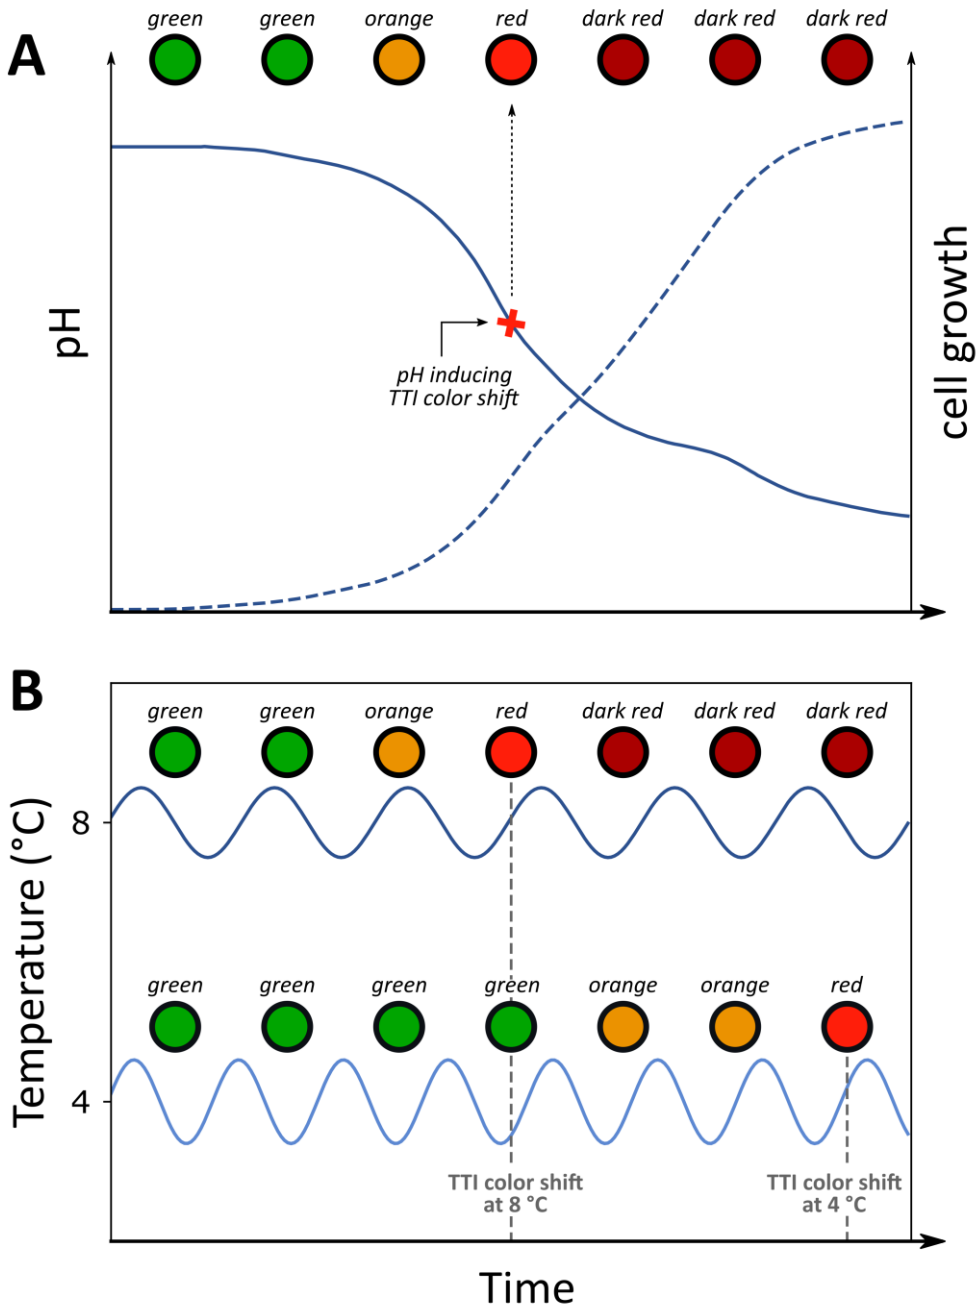 A
green green orange red dark red dark red dark red
pH
cell growth
pH inducing
TTI color shift
B
green green orange red dark red dark red dark red
8
Temperature (°C)
green green green green orange orange red
4
TTI color shift TTI color shift
at 8 °C at 4 °C
Time